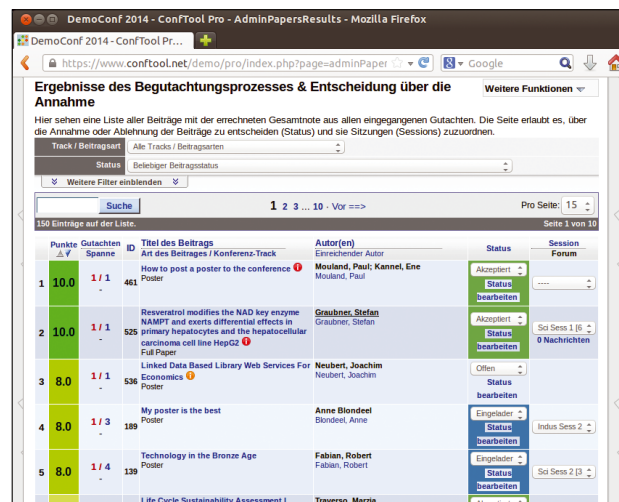 DemoConf 2014 - ConfTool Pro - AdminPapersResults - Mozilla Firefox
DemoConf 2014 - ConfTool Pr...
https://www.conftool.net/demo/pro/index.php?page=adminPaper
Google
Ergebnisse des Begutachtungsprozesses & Entscheidung über die Annahme
Weitere Funktionen
Hier sehen eine Liste aller Beiträge mit der errechneten Gesamtnote aus allen eingegangenen Gutachten. Die Seite erlaubt es, über
die Annahme oder Ablehnung der Beiträge zu entscheiden (Status) und sie Sitzungen (Sessions) zuzuordnen.
Track / Beitragsart Alle Tracks / Beitragsarten
Status Beliebiger Beitragsstatus
Weitere Filter einblenden
Suche 1 2 3 ... 10 - Vor ==> Pro Seite: 15
150 Einträge auf der Liste. Seite 1 von 10
Punkte Gutachten ID Titel des Beitrags Autor(en) Status Session
Spanne Art des Beitrages / Konferenz-Track Einreichender Autor Forum
1 10.0 1 / 1 - 461 How to post a poster to the conference Mouland, Paul; Kannel, Ene Akzeptiert ----
Poster Mouland, Paul Status
bearbeiten
2 10.0 1 / 1 - 525 Resveratrol modifies the NAD key enzyme Graubner, Stefan Akzeptiert Sci Sess 1 [6
NAMPT and exerts differential effects in Graubner, Stefan Status 0 Nachrichten
primary hepatocytes and the hepatocellular bearbeiten
carcinoma cell line HepG2
Full Paper
3 8.0 1 / 1 - 536 Linked Data Based Library Web Services For Neubert, Joachim Offen
Economics Neubert, Joachim Status
Poster bearbeiten
4 8.0 1 / 3 - 189 My poster is the best Anne Blondeel Eingelader Indus Sess 2
Poster Blondeel, Anne Status
bearbeiten
5 8.0 1 / 4 - 139 Technology in the Bronze Age Fabian, Robert Eingelader Sci Sess 2 [3
Poster Fabian, Robert Status
bearbeiten
Life Cycle Sustainability Assessment I Traverso, Marzia